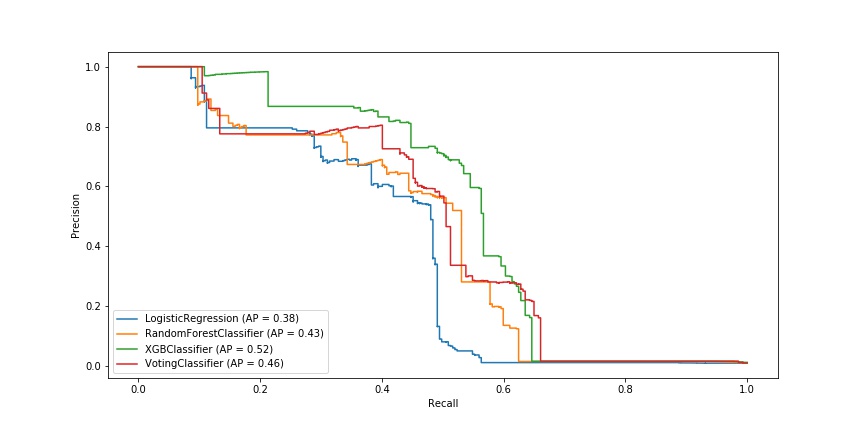 1.0
0.8
0.6
0.4
0.2
0.0
Precision
LogisticRegression (AP = 0.38)
RandomForestClassifier (AP = 0.43)
XGBClassifier (AP = 0.52)
VotingClassifier (AP = 0.46)
0.0 0.2 0.4 0.6 0.8 1.0
Recall